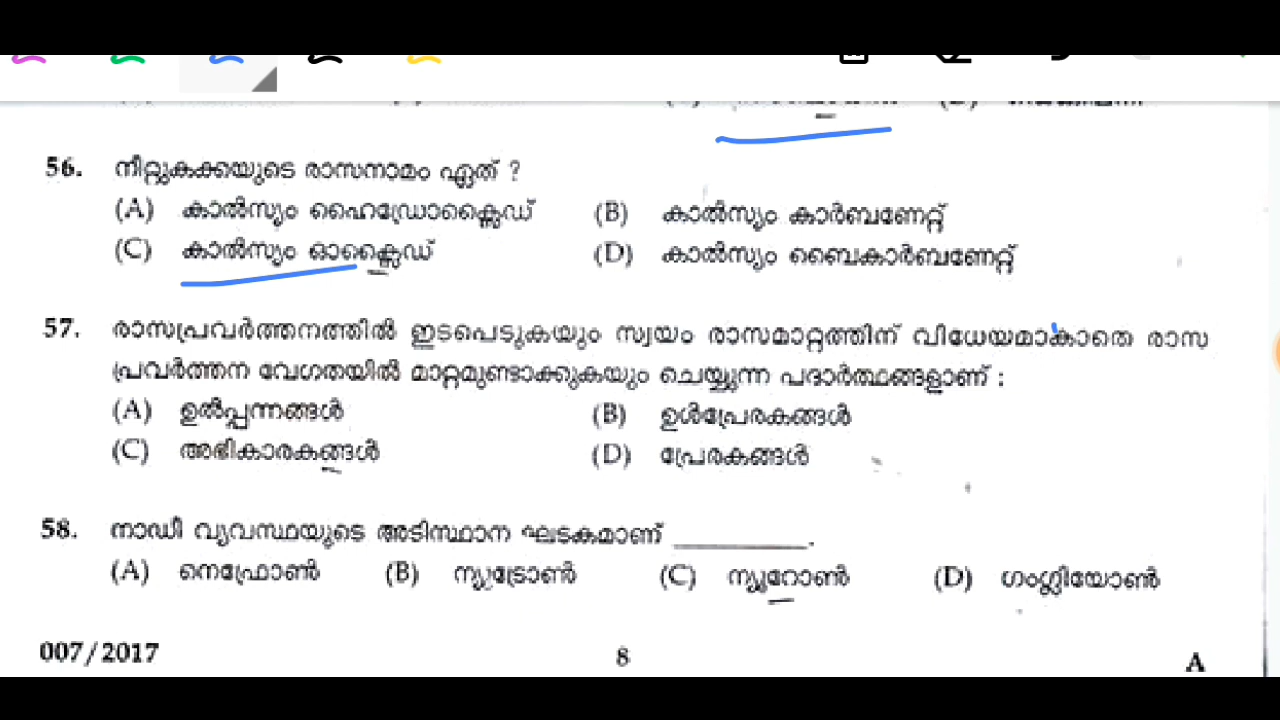 56. നീറ്റുകക്കയുടെ രാസനാമം ഏത് ?
(A) കാൽസ്യം ഹൈഡ്രോക്സൈഡ് (B) കാൽസ്യം കാർബണേറ്റ്
(C) കാൽസ്യം ഓക്സൈഡ് (D) കാൽസ്യം ബൈകാർബണേറ്റ്
57. രാസപ്രവർത്തനത്തിൽ ഇടപെടുകയും സ്വയം രാസമാറ്റത്തിന് വിധേയമാകാതെ രാസ
പ്രവർത്തന വേഗതയിൽ മാറ്റമുണ്ടാക്കുകയും ചെയ്യുന്ന പദാർത്ഥങ്ങളാണ് :
(A) ഉൽപ്പന്നങ്ങൾ (B) ഉൾപ്രേരകങ്ങൾ
(C) അഭികാരകങ്ങൾ (D) പ്രേരകങ്ങൾ
58. നാഡീ വ്യവസ്ഥയുടെ അടിസ്ഥാന ഘടകമാണ് __________.
(A) നെഫ്രോൺ (B) ന്യൂട്രോൺ (C) ന്യൂറോൺ (D) ഗംഗ്ലിയോൺ
007/2017 8 A